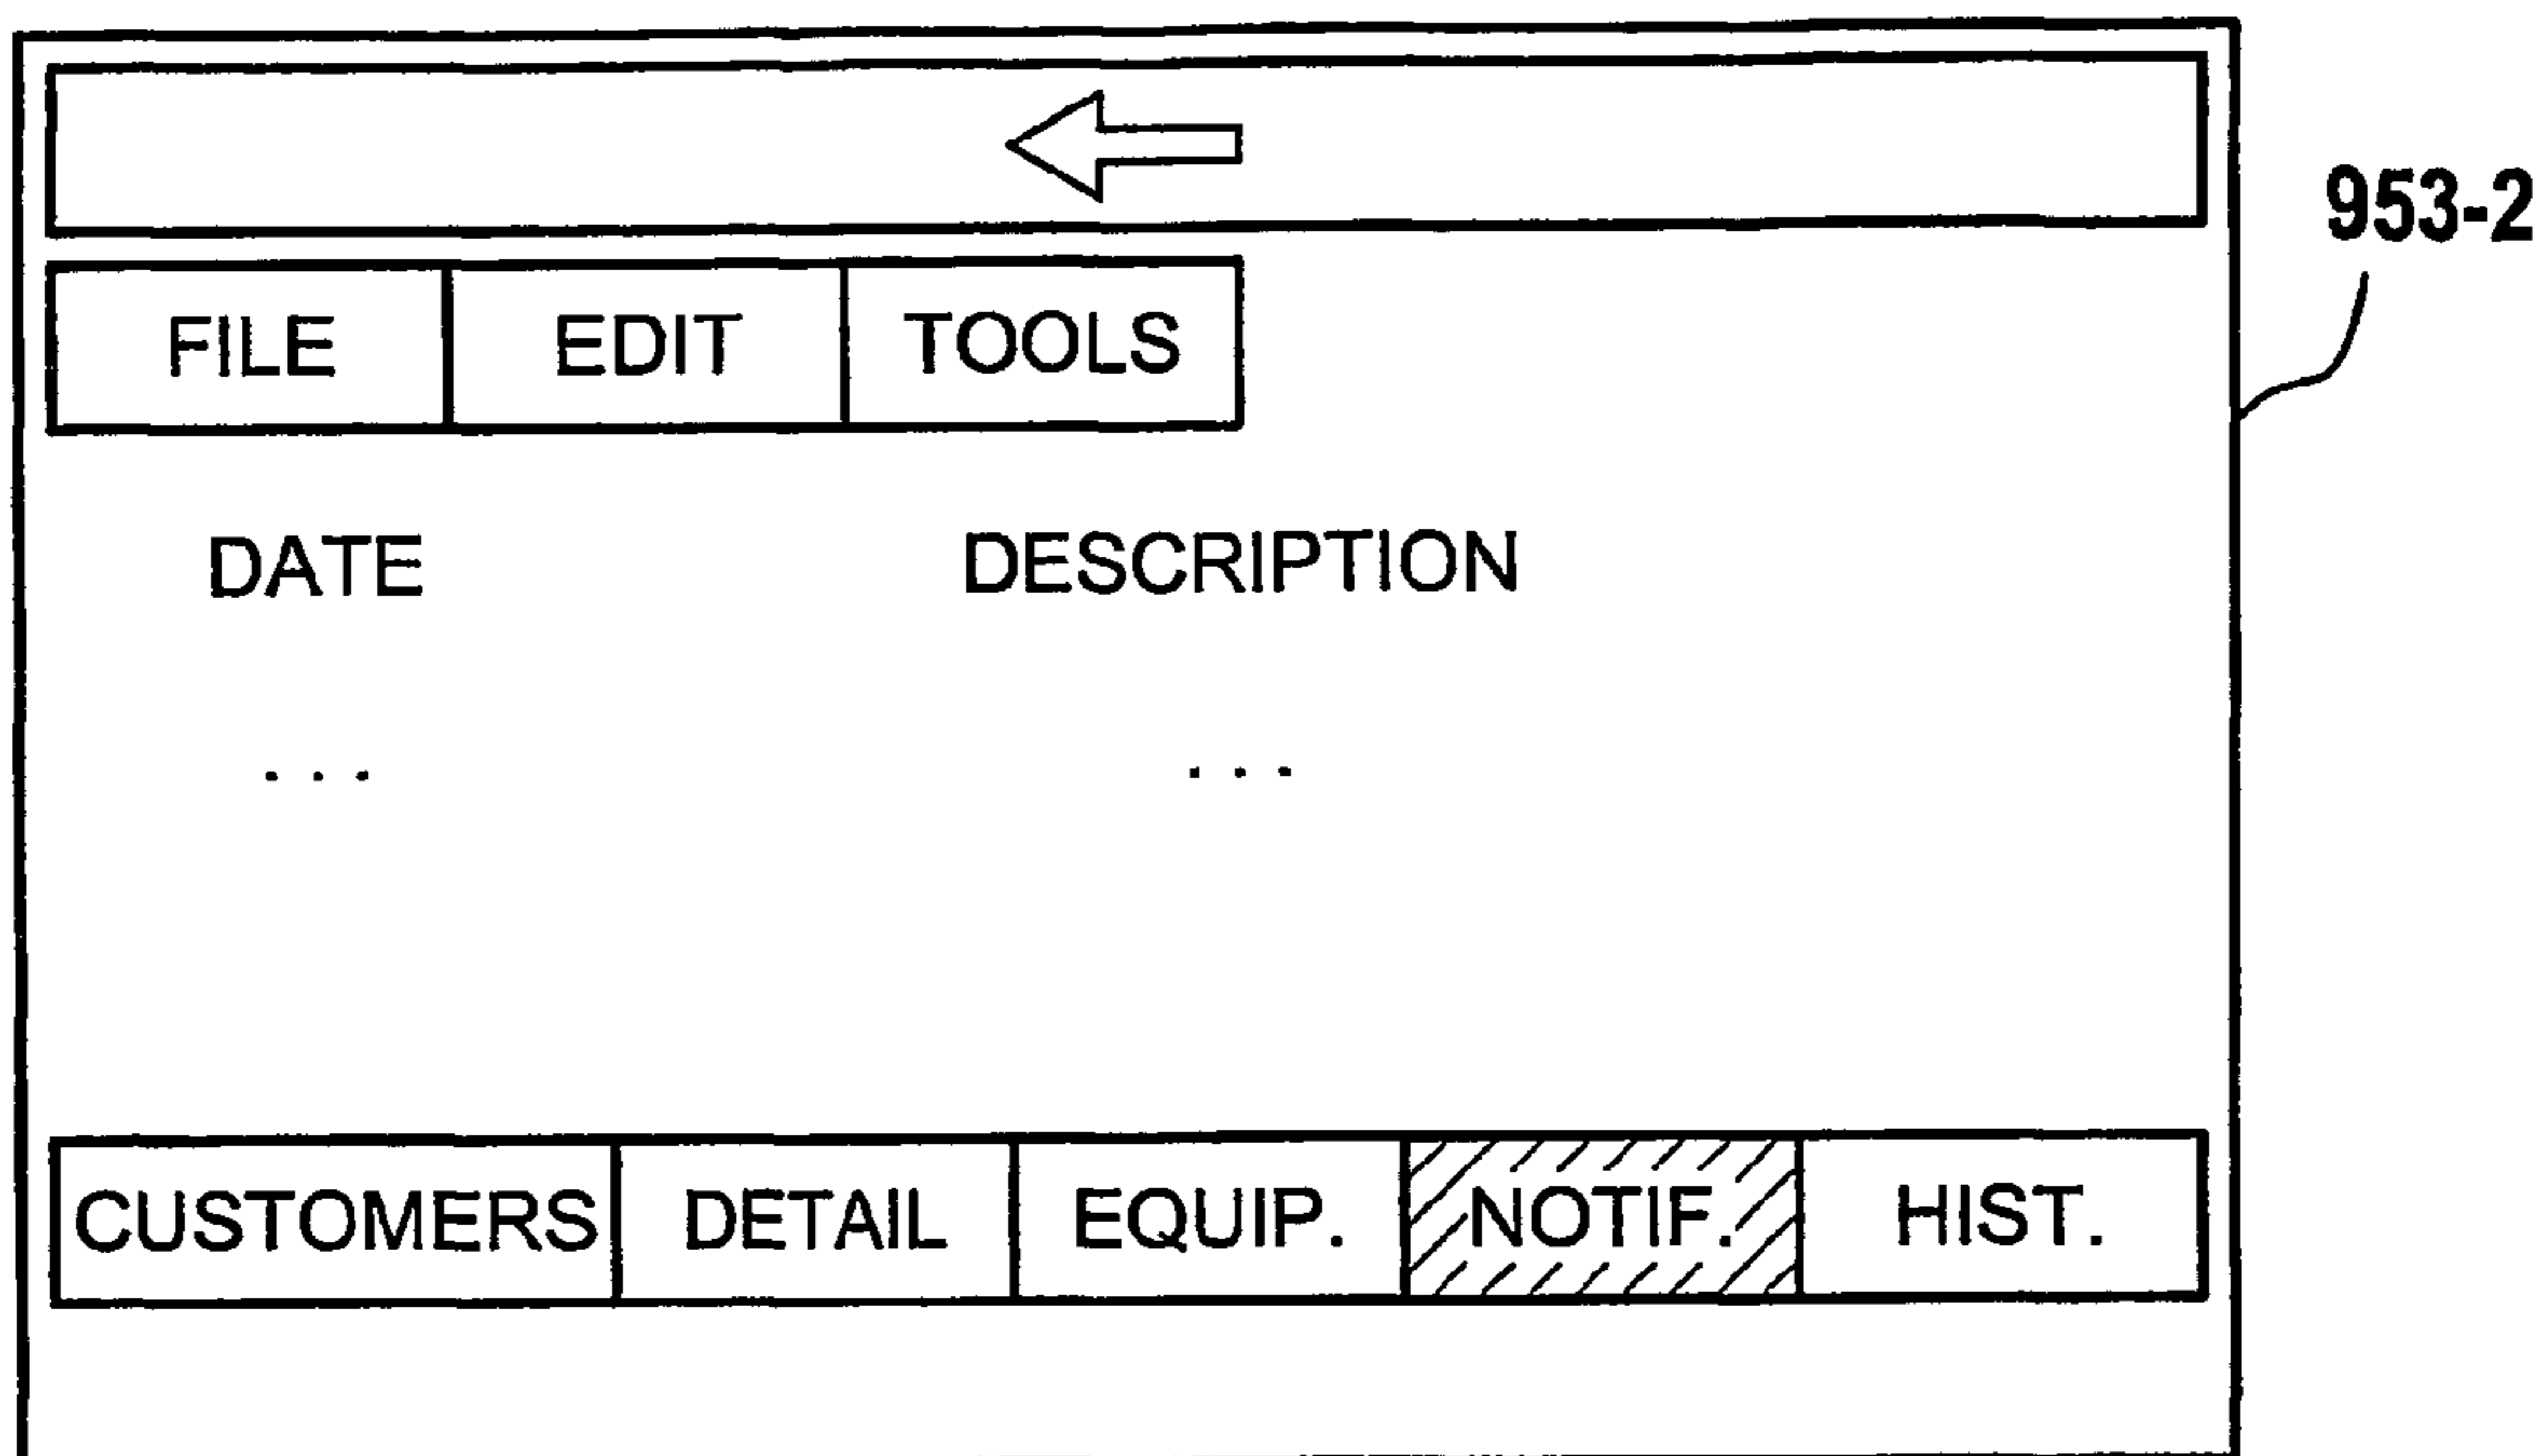 953-2
FILE EDIT TOOLS
DATE DESCRIPTION
... ...
CUSTOMERS DETAIL EQUIP. NOTIF. HIST.